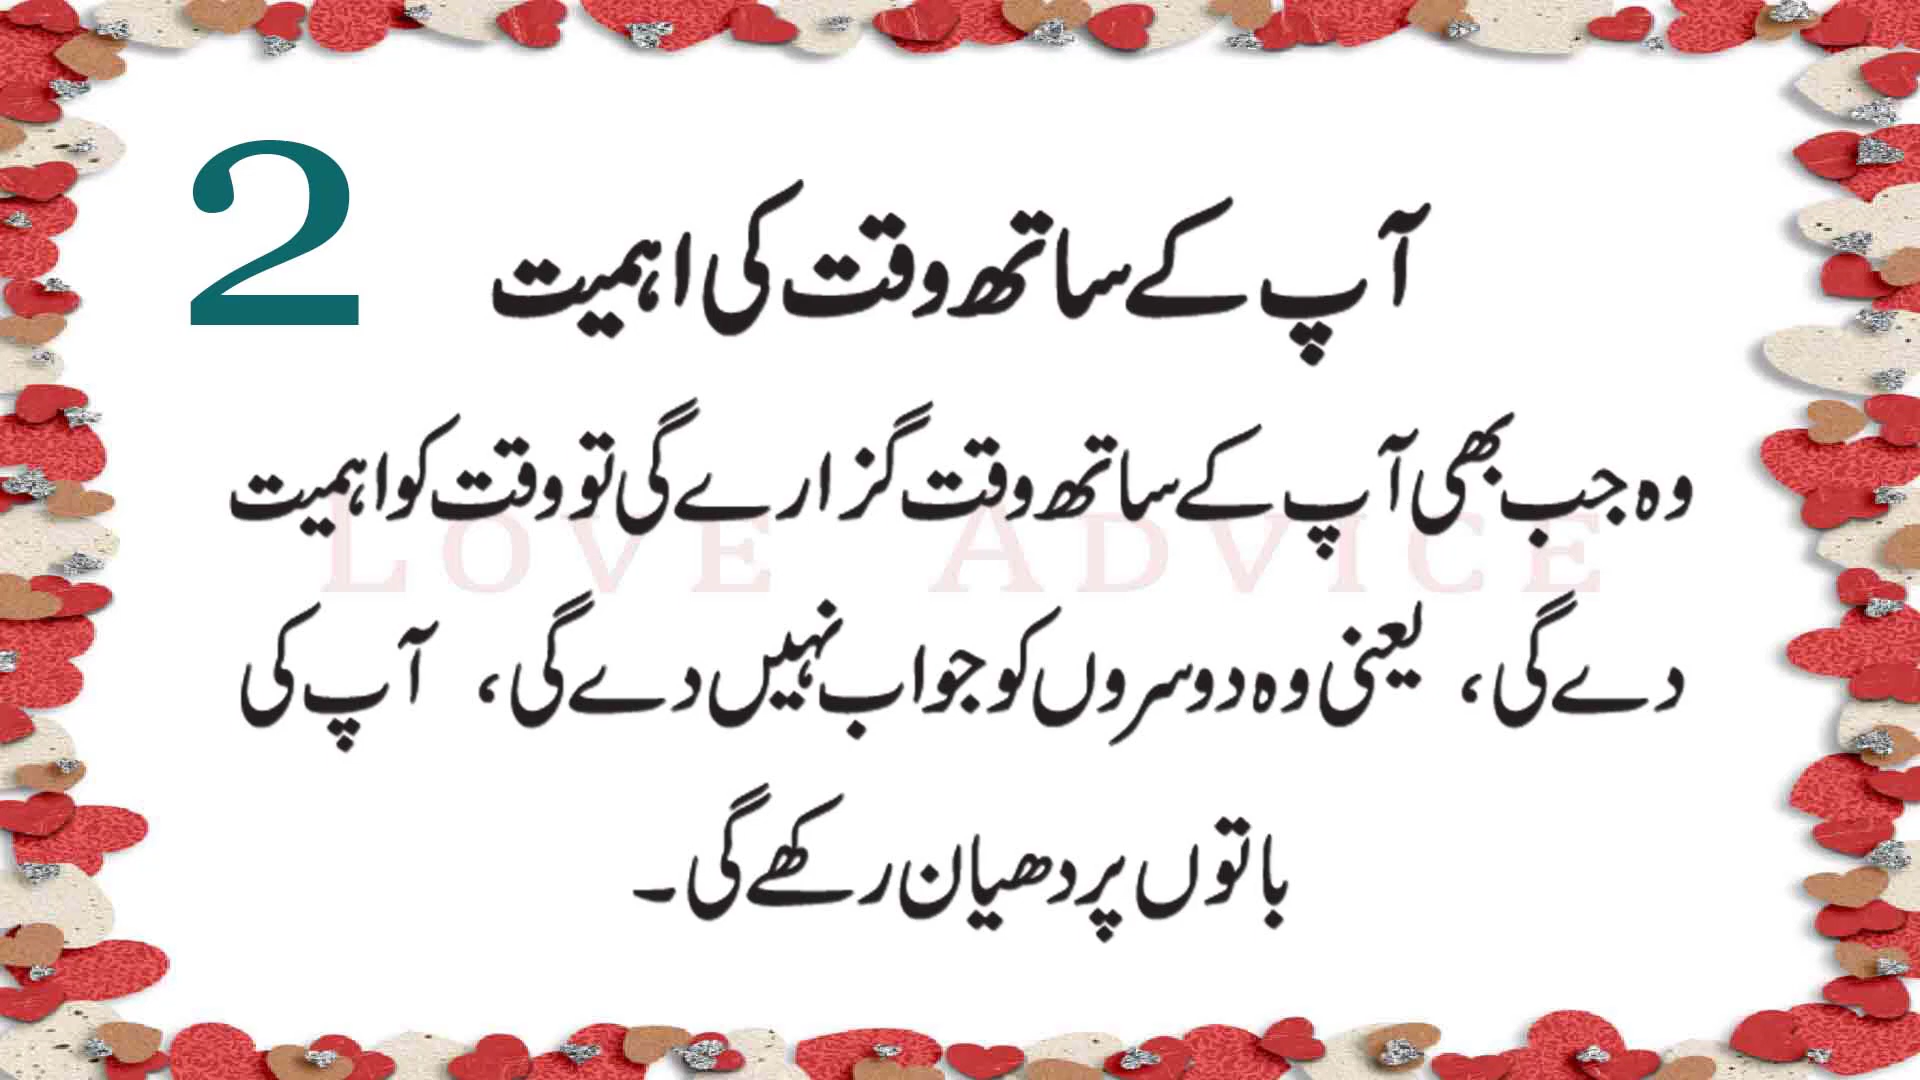 2
آپ کے ساتھ وقت کی اہمیت
وہ جب بھی آپ کے ساتھ وقت گزارے گی تو وقت کو اہمیت
LOVE ADVICE
دے گی، یعنی وہ دوسروں کو جواب نہیں دے گی، آپ کی
باتوں پر دھیان رکھے گی۔